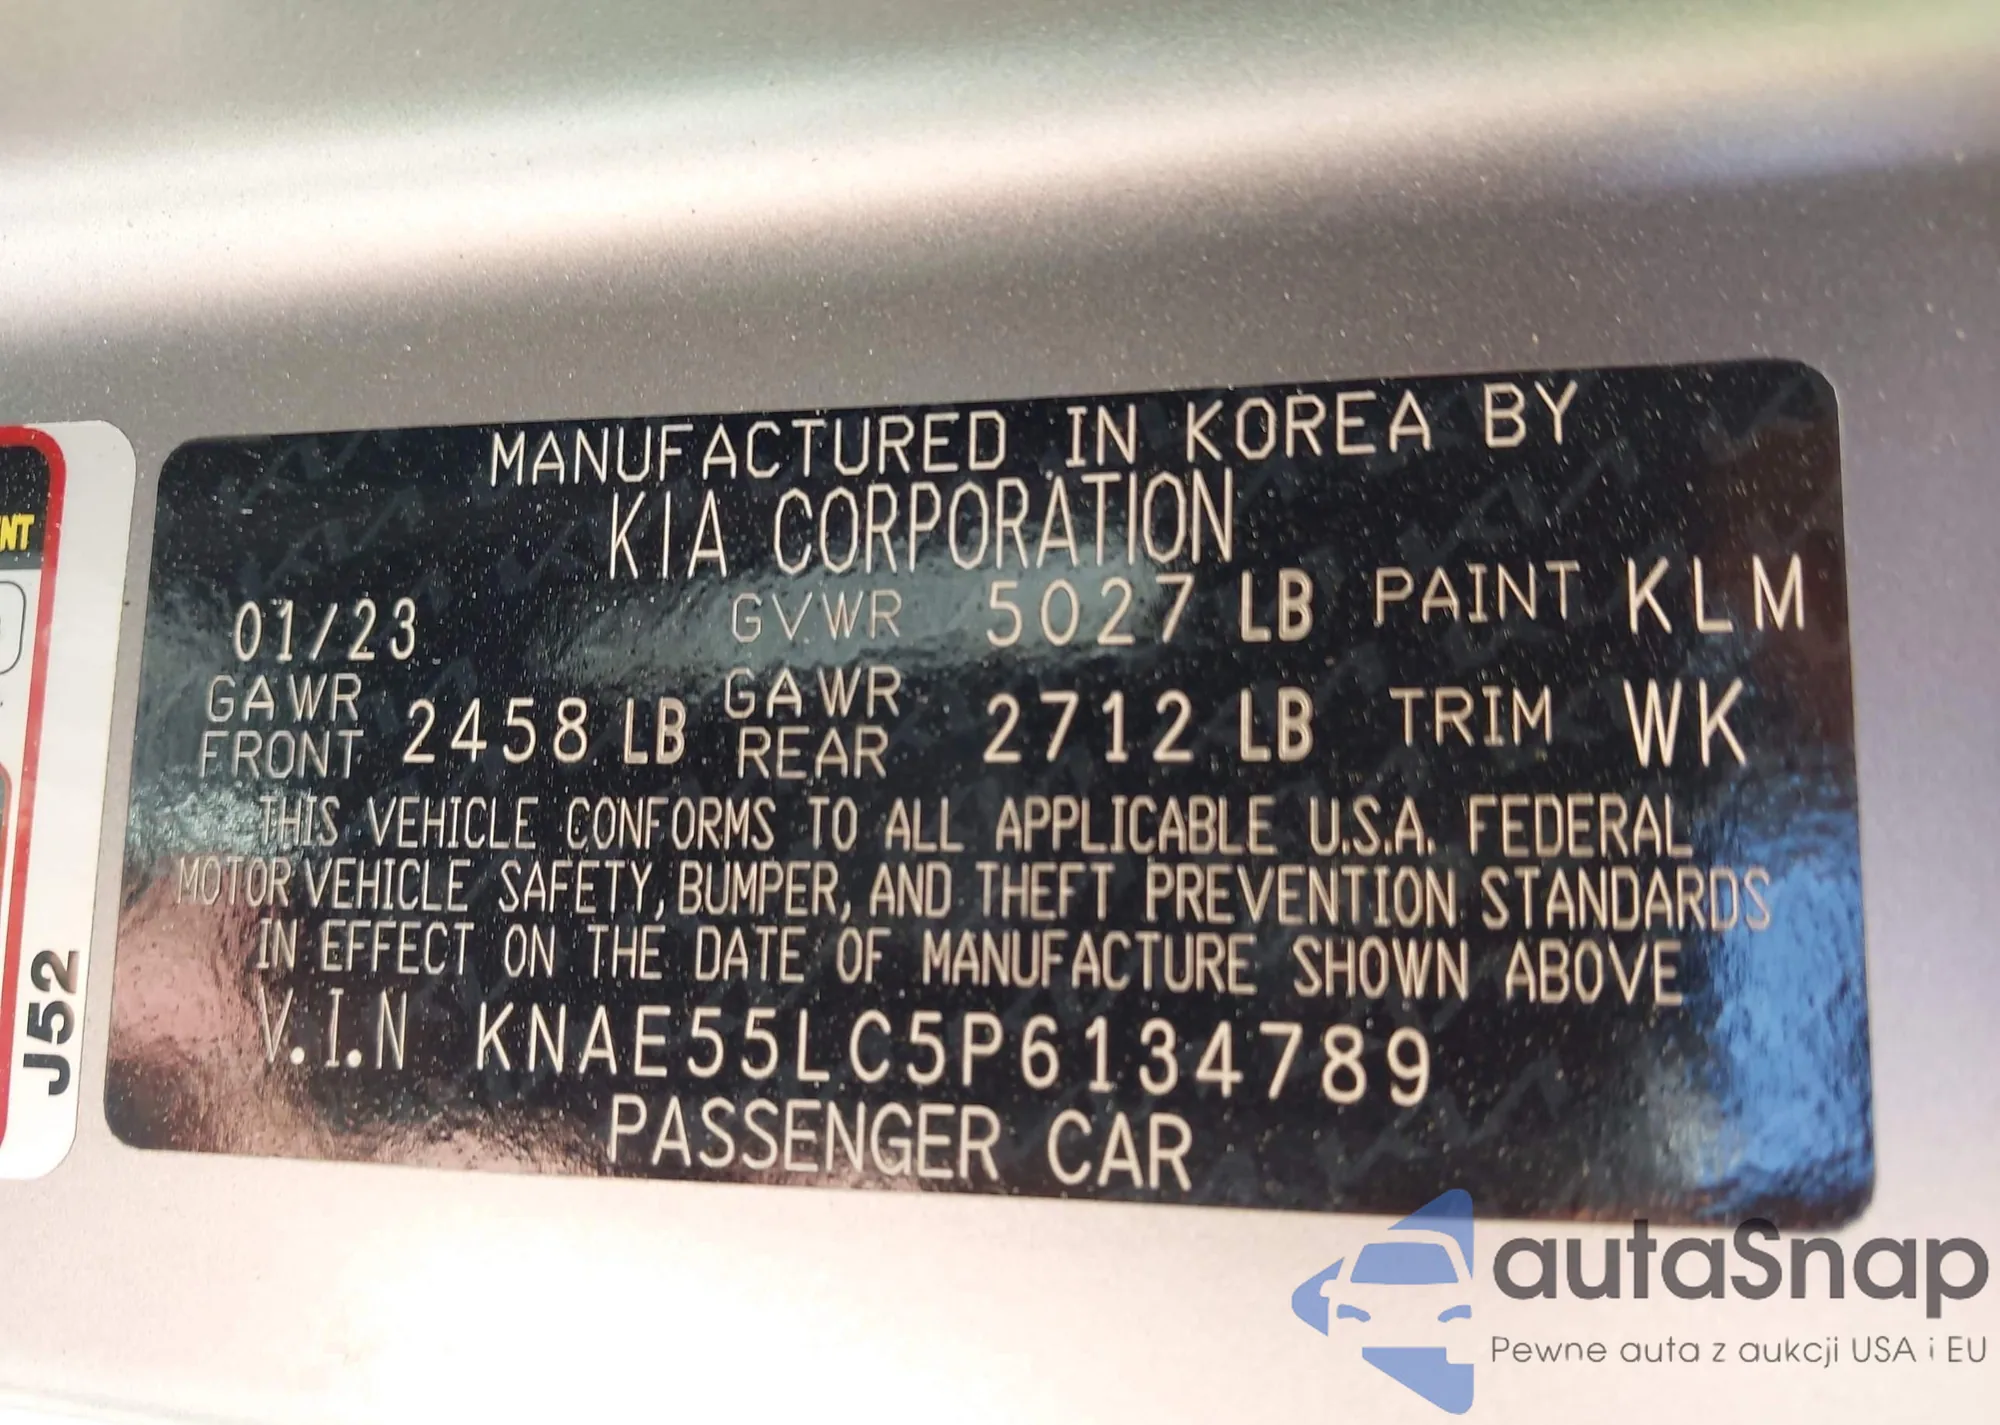 MANUFACTURED IN KOREA BY
KIA CORPORATION
01/23 GVWR 5027 LB PAINT KLM
GAWR FRONT 2458 LB GAWR REAR 2712 LB TRIM WK
THIS VEHICLE CONFORMS TO ALL APPLICABLE U.S.A. FEDERAL
MOTOR VEHICLE SAFETY, BUMPER, AND THEFT PREVENTION STANDARDS
IN EFFECT ON THE DATE OF MANUFACTURE SHOWN ABOVE
V.I.N KNAE55LC5P6134789
PASSENGER CAR
NT
J52
autaSnap
Pewne auta z aukcji USA i EU